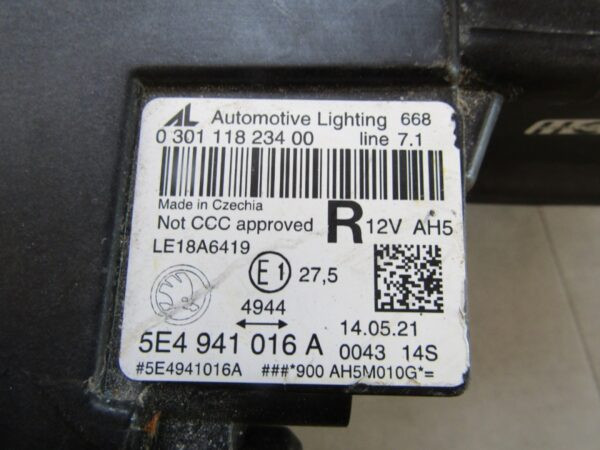 AL Automotive Lighting 668
0 301 118 234 00 line 7.1
Made in Czechia
Not CCC approved R 12V AH5
LE18A6419
E1 27,5
4944
14.05.21
5E4 941 016 A 0043 14S
#5E4941016A ###*900 AH5M010G*=